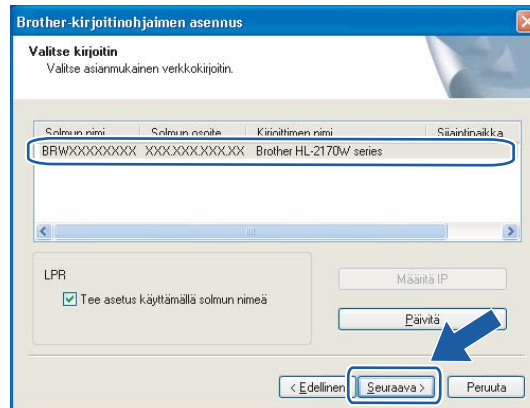 Brother-kirjoitinohjaimen asennus
Valitse kirjoitin
Valitse asianmukainen verkkokirjoitin.
Solmun nimi Solmun osoite Kirjoittimen nimi Sijaintipaikka
BRWXXXXXXXX XXX.XXX.XXX.XX Brother HL-2170W series
LPR
Määritä IP
Tee asetus käyttämällä solmun nimeä
Päivitä
< Edellinen Seuraava > Peruuta